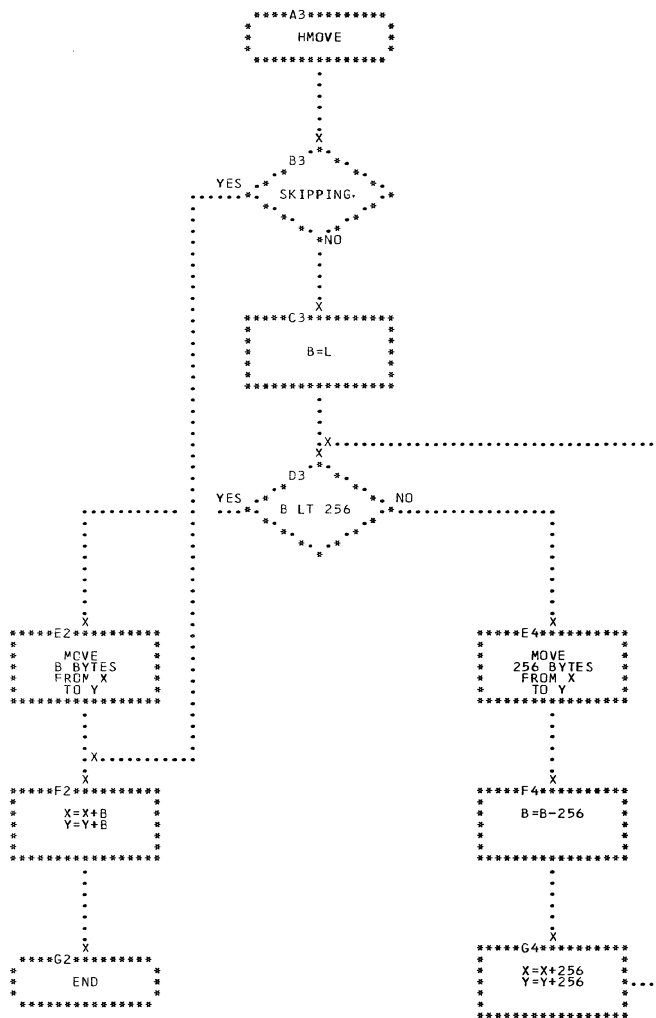 A3
HMOVE
B3
YES
SKIPPING.
NO
C3
B=L
D3
YES
B LT 256
NO
E2
MOVE
B BYTES
FROM X
TO Y
E4
MOVE
256 BYTES
FROM X
TO Y
F2
X=X+B
Y=Y+B
F4
B=B-256
G2
END
G4
X=X+256
Y=Y+256